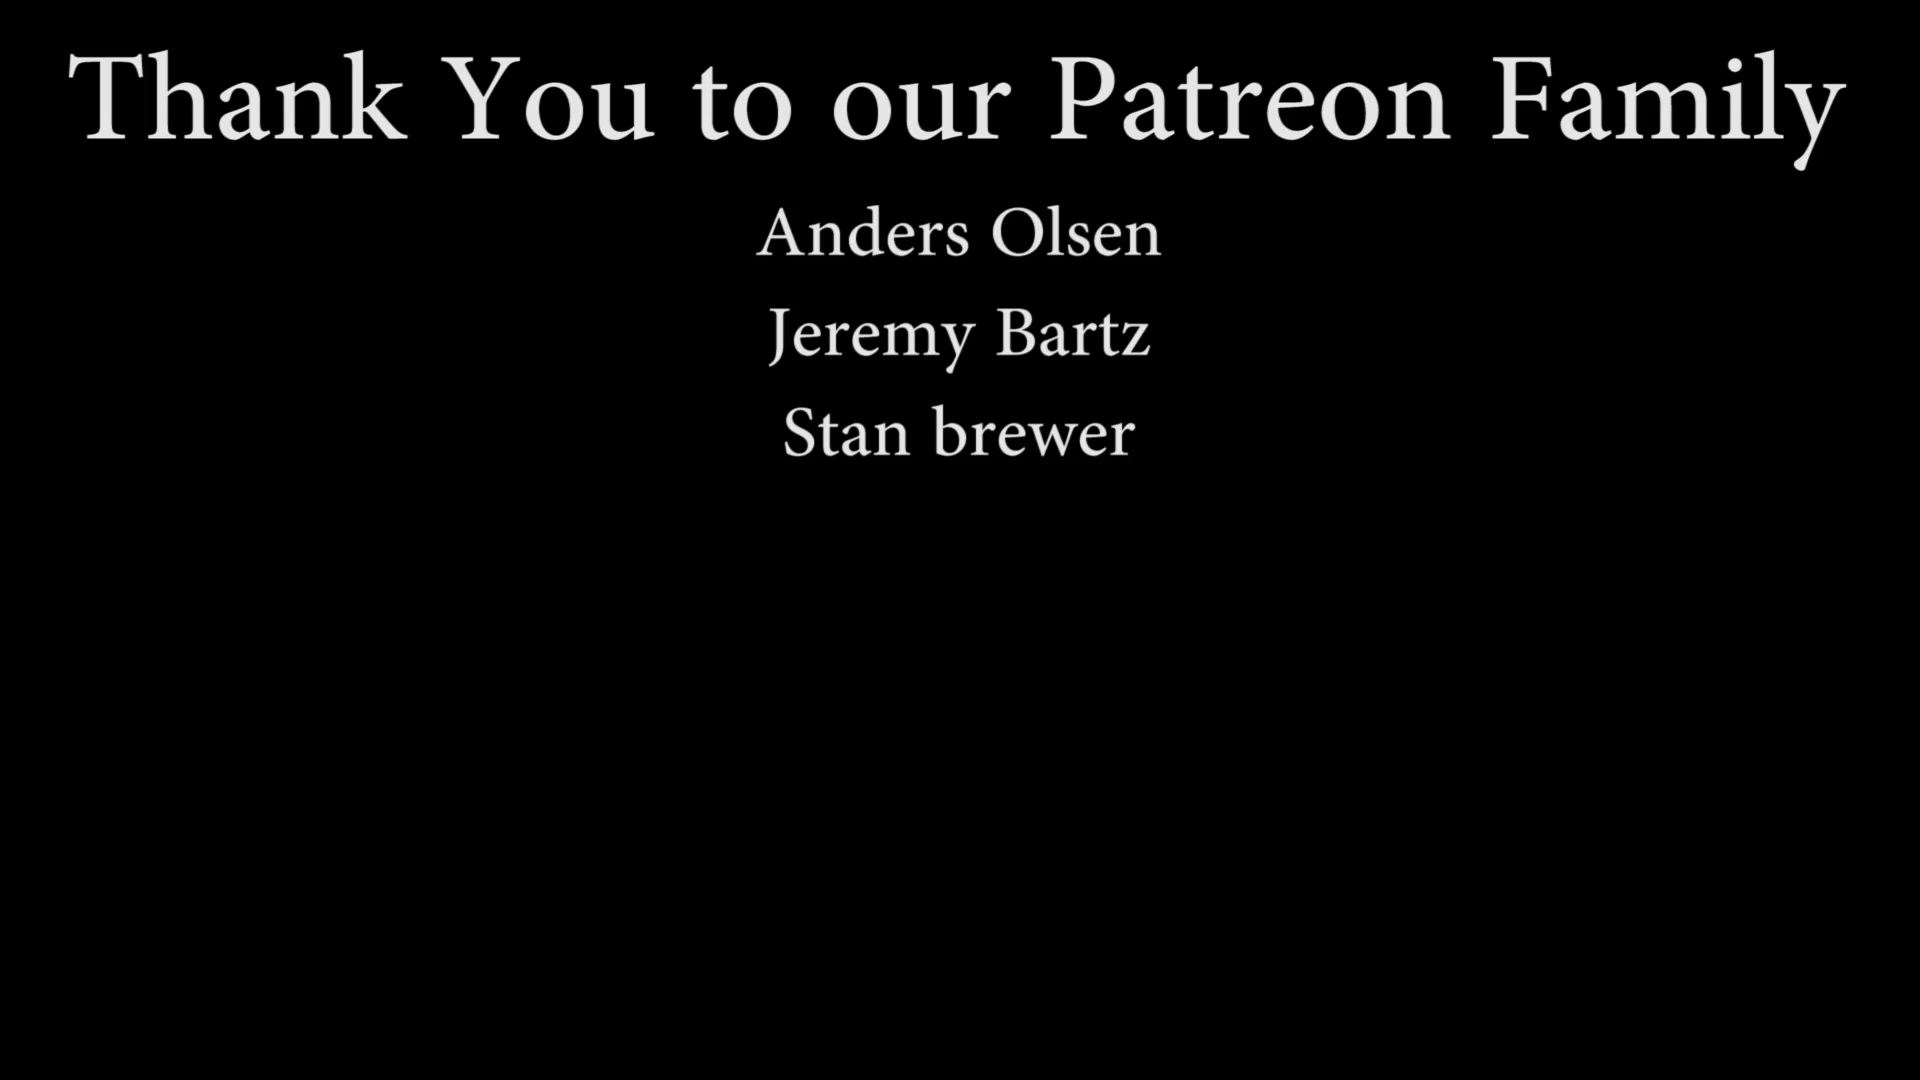 Thank You to our Patreon Family
Anders Olsen
Jeremy Bartz
Stan brewer